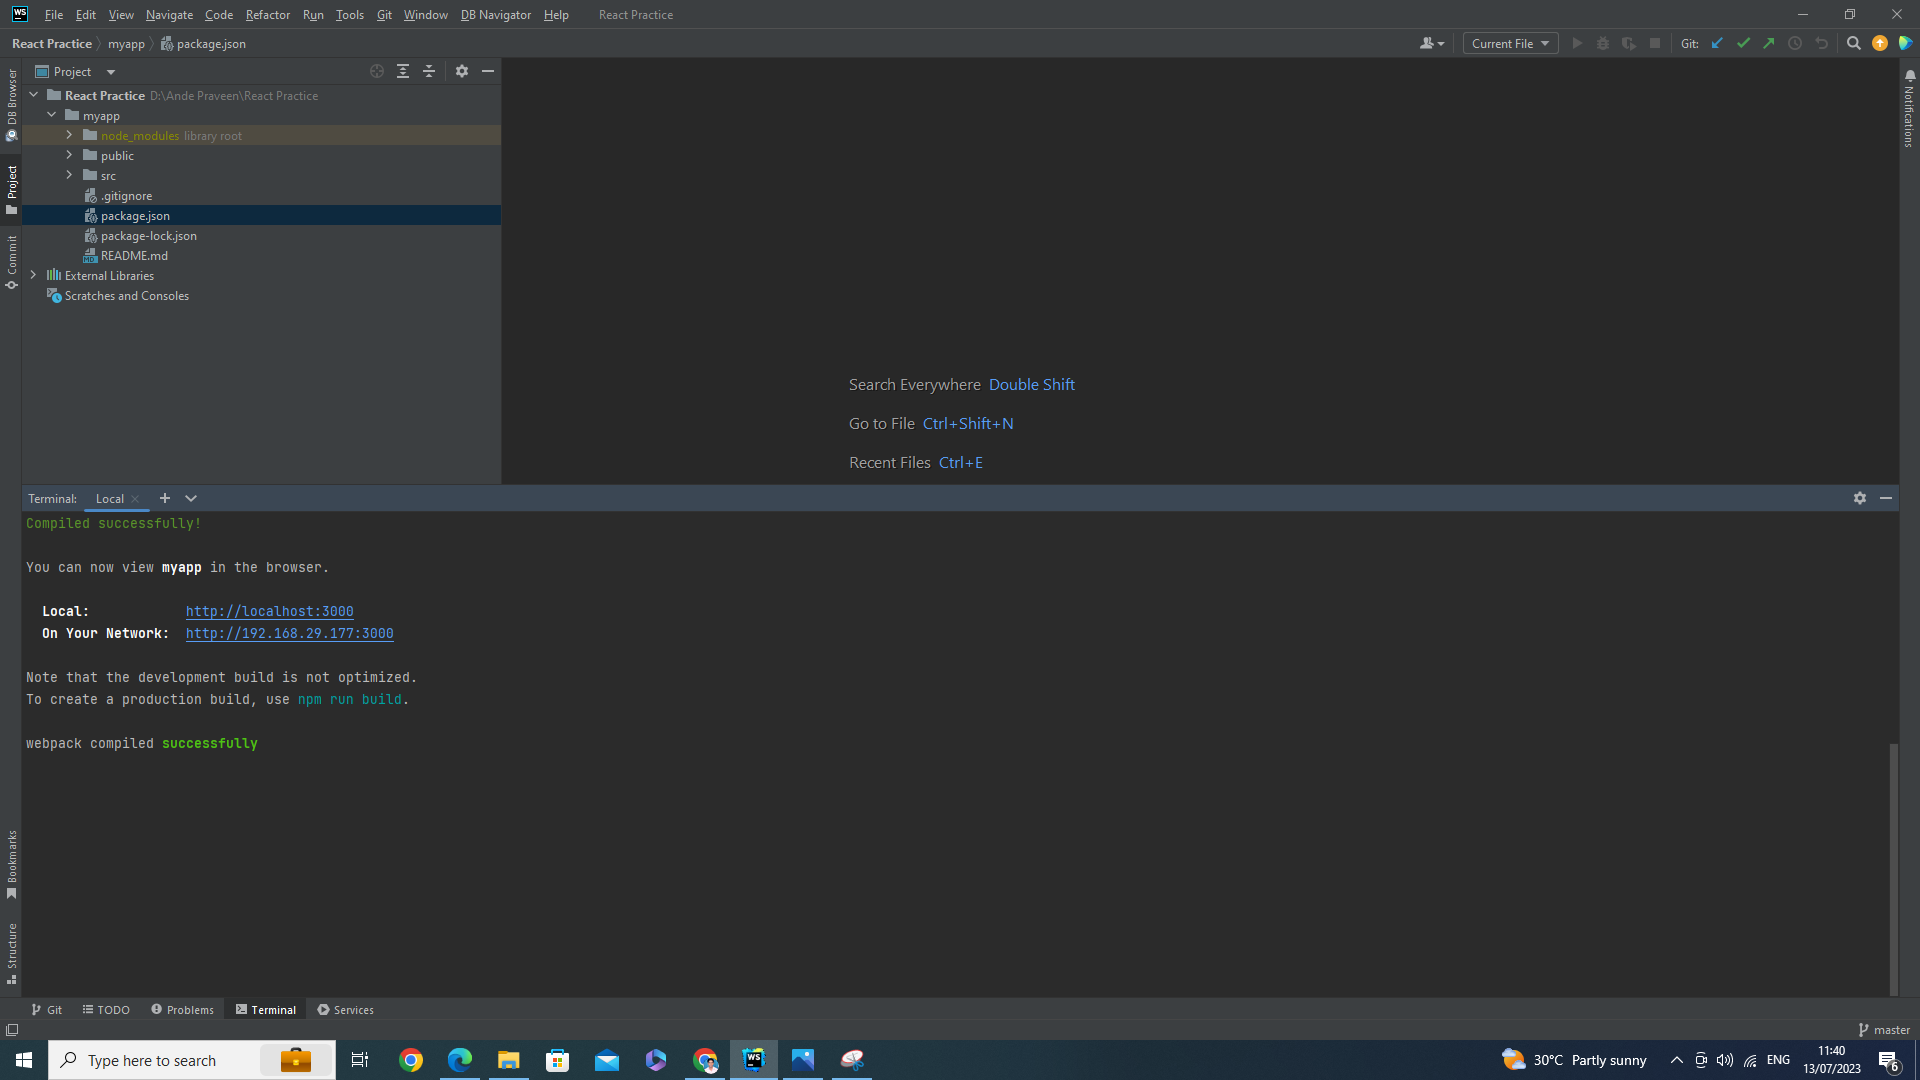 WS File Edit View Navigate Code Refactor Run Tools Git Window DB Navigator Help React Practice
React Practice myapp package.json Current File Git:
Project
React Practice D:\Ande Praveen\React Practice
myapp
node_modules library root
public
src
.gitignore
package.json
package-lock.json
MD README.md
External Libraries
Scratches and Consoles
DB Browser
Project
Commit
Bookmarks
Structure
Notifications
Search Everywhere Double Shift
Go to File Ctrl+Shift+N
Recent Files Ctrl+E
Terminal: Local
Compiled successfully!
You can now view myapp in the browser.
Local: http://localhost:3000
On Your Network: http://192.168.29.177:3000
Note that the development build is not optimized.
To create a production build, use npm run build.
webpack compiled successfully
Git TODO Problems Terminal Services
master
Type here to search WS 30°C Partly sunny ENG 11:40
13/07/2023 6